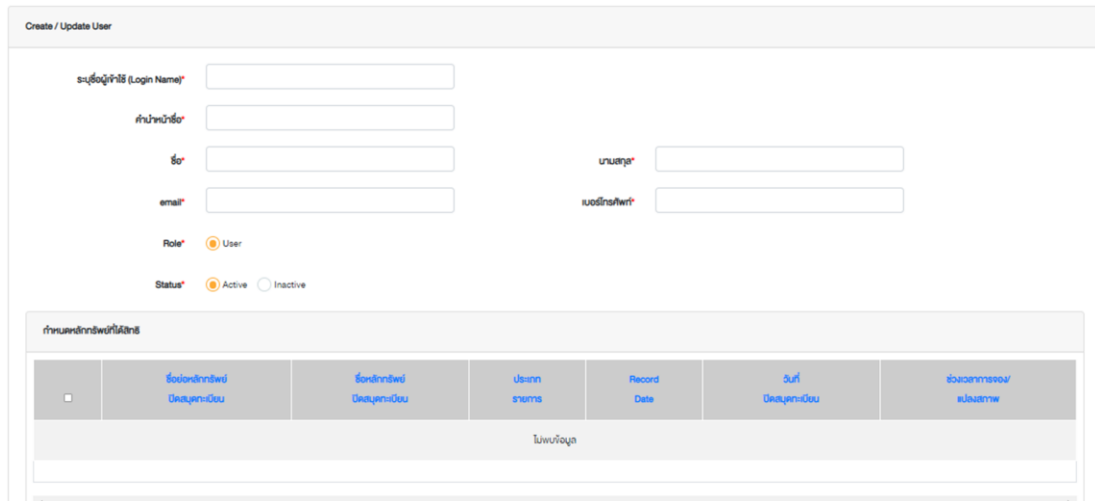 Create / Update User
ระบุชื่อผู้เข้าใช้ (Login Name)*
คำนำหน้าชื่อ*
ชื่อ*
นามสกุล*
email*
เบอร์โทรศัพท์*
Role* User
Status* Active Inactive
กำหนดหลักทรัพย์ที่ได้สิทธิ
ชื่อย่อหลักทรัพย์ ชื่อหลักทรัพย์ ประเภท Record วันที่ ช่วงเวลาการจอง/
ปิดสมุดทะเบียน ปิดสมุดทะเบียน รายการ Date ปิดสมุดทะเบียน แปลงสภาพ
ไม่พบข้อมูล